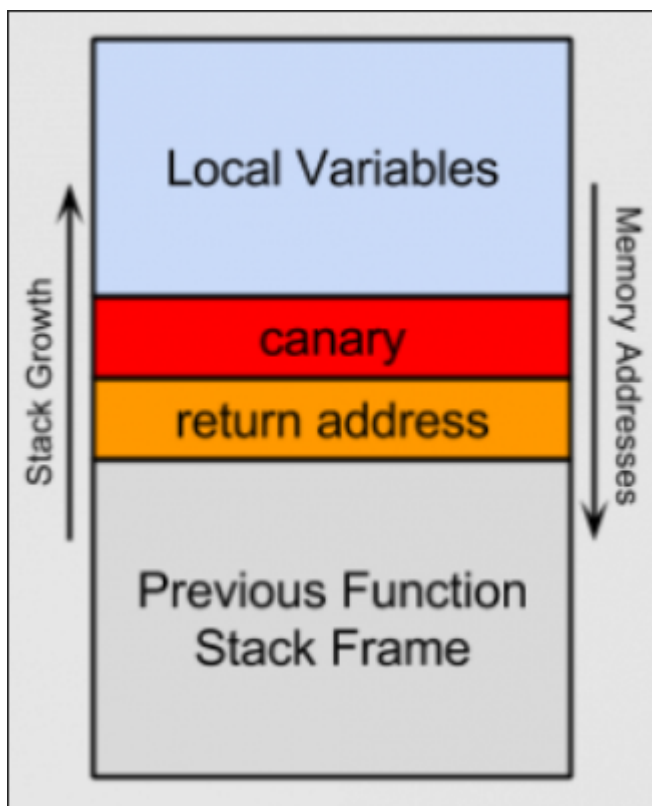 Local Variables
canary
return address
Previous Function
Stack Frame
Stack Growth
Memory Addresses